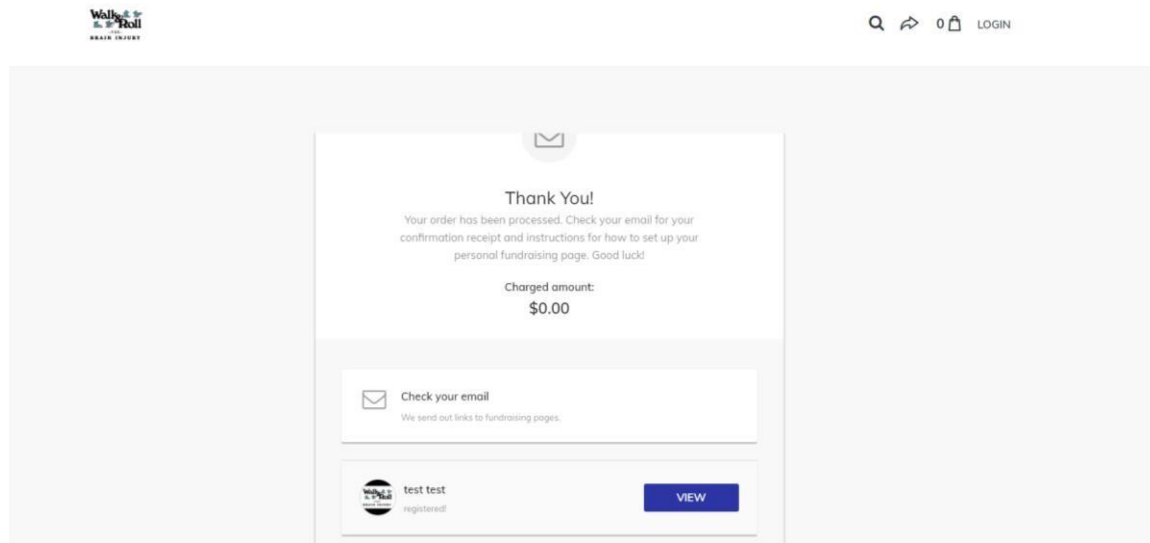 Walk &
Roll
-FOR-
BRAIN INJURY
0 LOGIN
Thank You!
Your order has been processed. Check your email for your
confirmation receipt and instructions for how to set up your
personal fundraising page. Good luck!
Charged amount:
$0.00
Check your email
We send out links to fundraising pages.
test test
registered!
VIEW